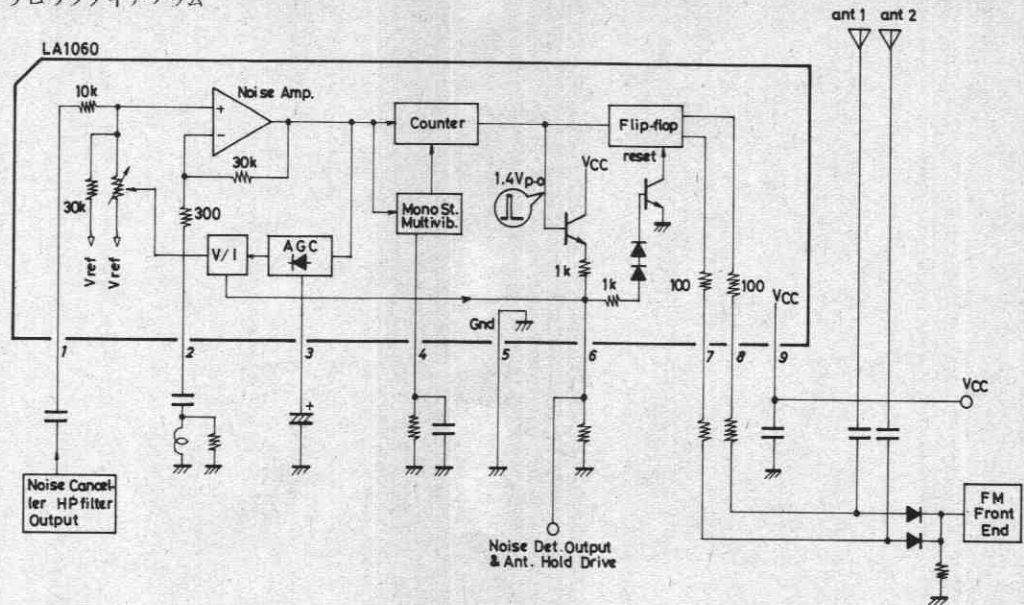 ブロックダイアグラム
ant 1 ant 2
LA1060
10k
Noise Amp.
+
−
30k
30k
300
Vref
Vref
V/I
AGC
Counter
Mono St.
Multivib.
1.4Vp-o
VCC
Flip-flop
reset
1k
1k
100
100
VCC
Gnd
1
2
3
4
5
6
7
8
9
+
VCC
Noise Cancel-
ler HP filter
Output
Noise Det. Output
& Ant. Hold Drive
FM
Front
End